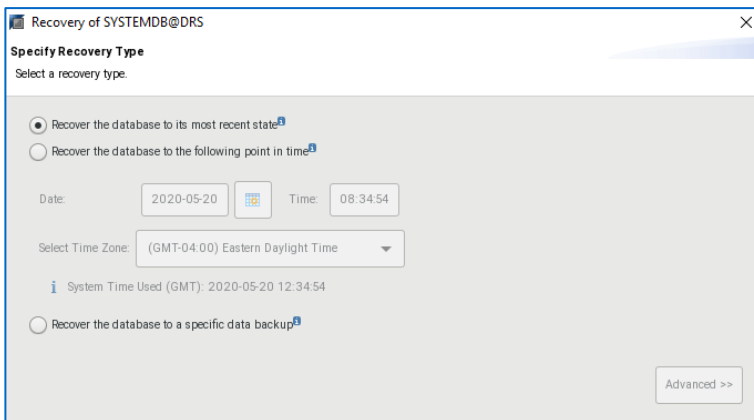 Recovery of SYSTEMDB@DRS
Specify Recovery Type
Select a recovery type.
Recover the database to its most recent state
Recover the database to the following point in time
Date: 2020-05-20 Time: 08:34:54
Select Time Zone: (GMT-04:00) Eastern Daylight Time
System Time Used (GMT): 2020-05-20 12:34:54
Recover the database to a specific data backup
Advanced >>